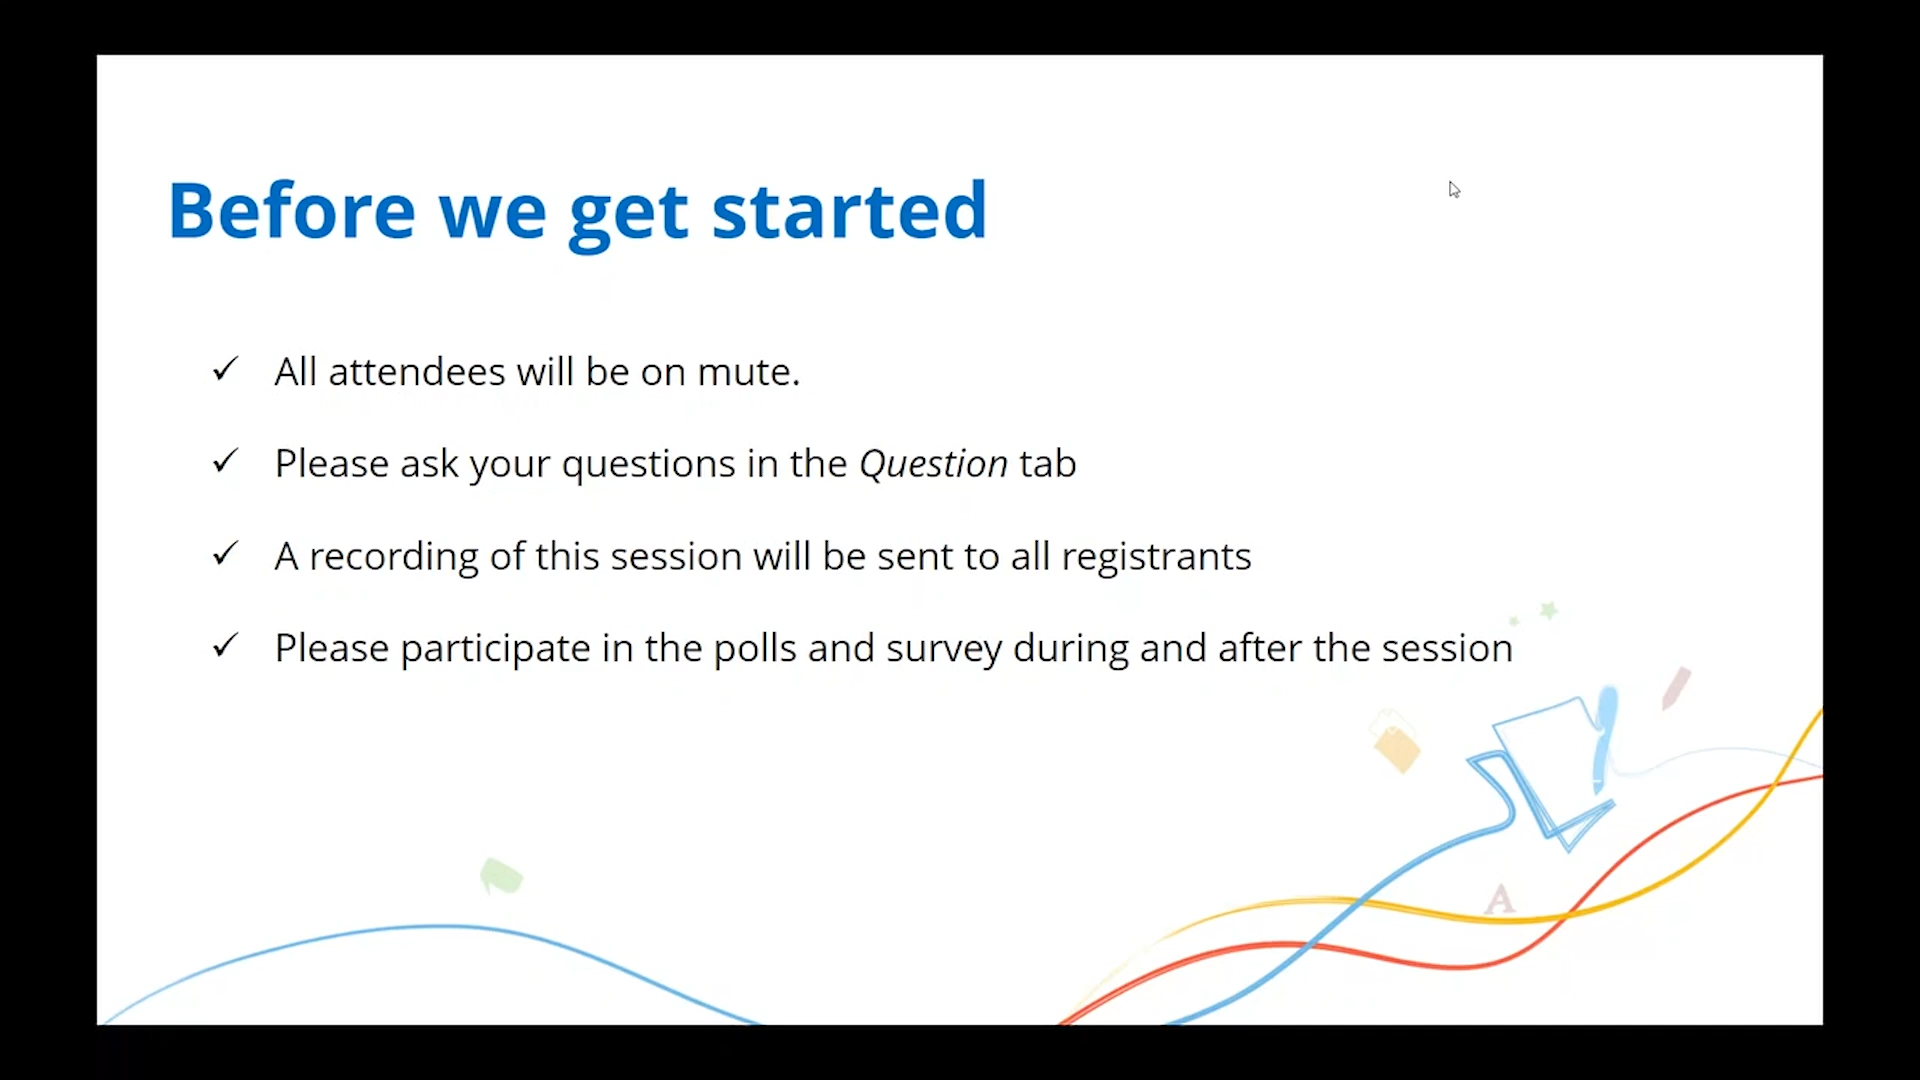 Before we get started
✓ All attendees will be on mute.
✓ Please ask your questions in the Question tab
✓ A recording of this session will be sent to all registrants
✓ Please participate in the polls and survey during and after the session
A